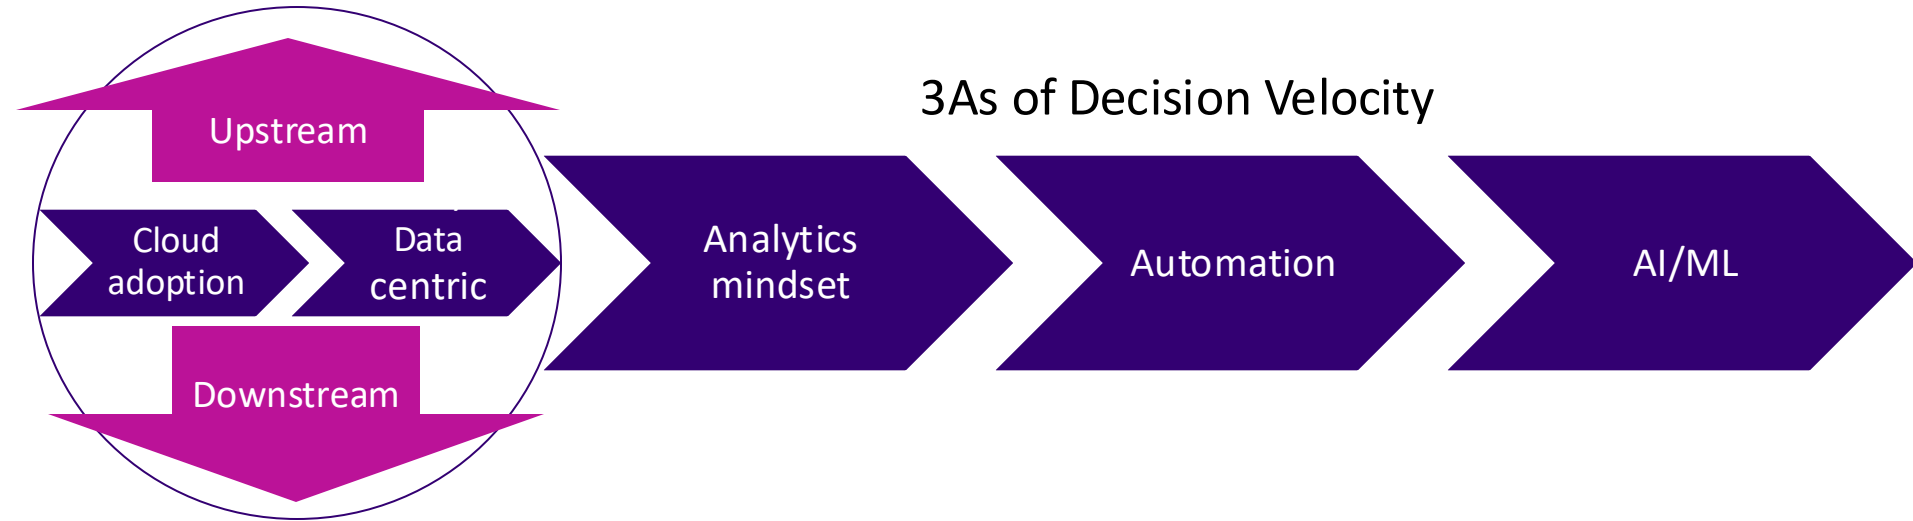 3As of Decision Velocity
Upstream
Cloud
adoption
Data
centric
Downstream
Analytics
mindset
Automation
AI/ML